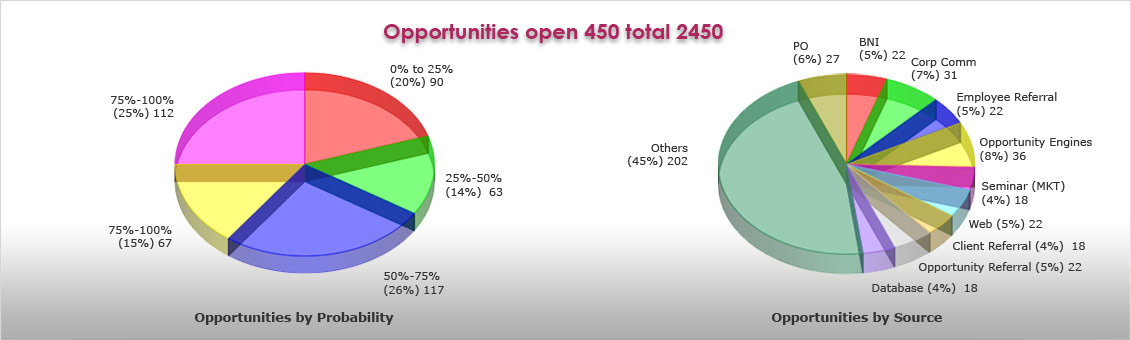 Opportunities open 450 total 2450
0% to 25%
(20%) 90
25%-50%
(14%)  63
50%-75%
(26%) 117
75%-100%
(15%) 67
75%-100%
(25%) 112
Opportunities by Probability
PO
(6%) 27
BNI
(5%) 22
Corp Comm
(7%) 31
Employee Referral
(5%) 22
Opportunity Engines
(8%) 36
Seminar (MKT)
(4%) 18
Web (5%) 22
Client Referral (4%)  18
Opportunity Referral (5%) 22
Database (4%)  18
Others
(45%) 202
Opportunities by Source